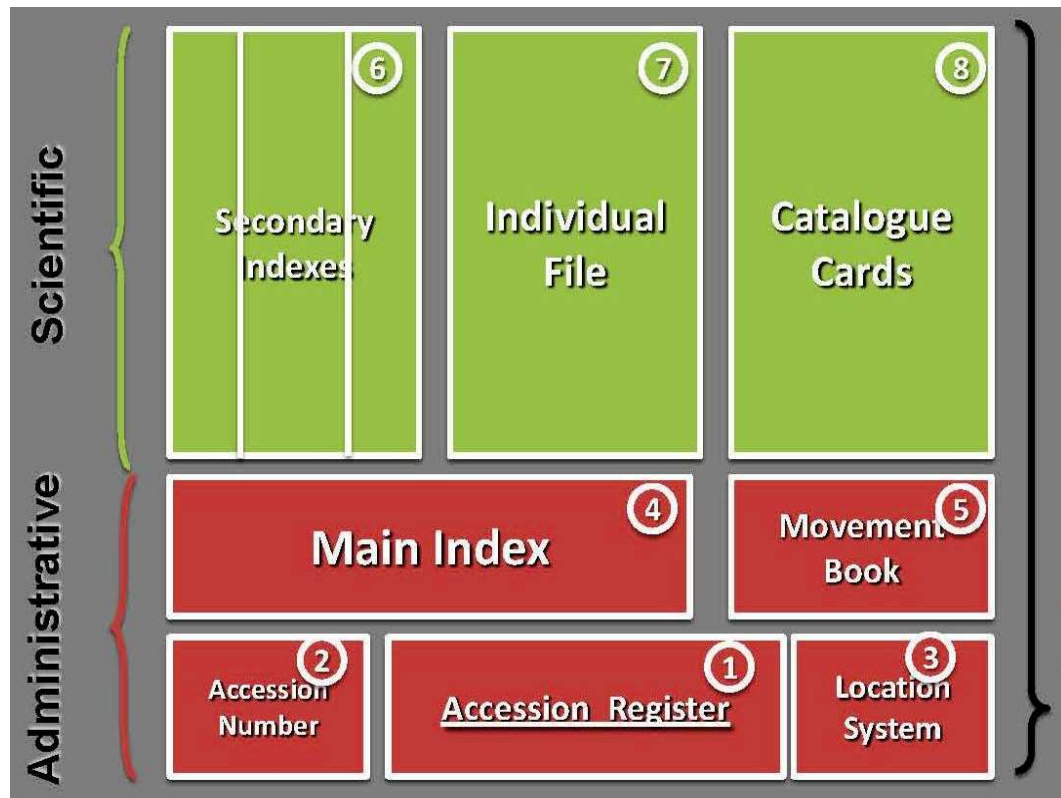 Scientific
6
Secondary
Indexes
7
Individual
File
8
Catalogue
Cards
Administrative
4
Main Index
5
Movement
Book
2
Accession
Number
1
Accession Register
3
Location
System